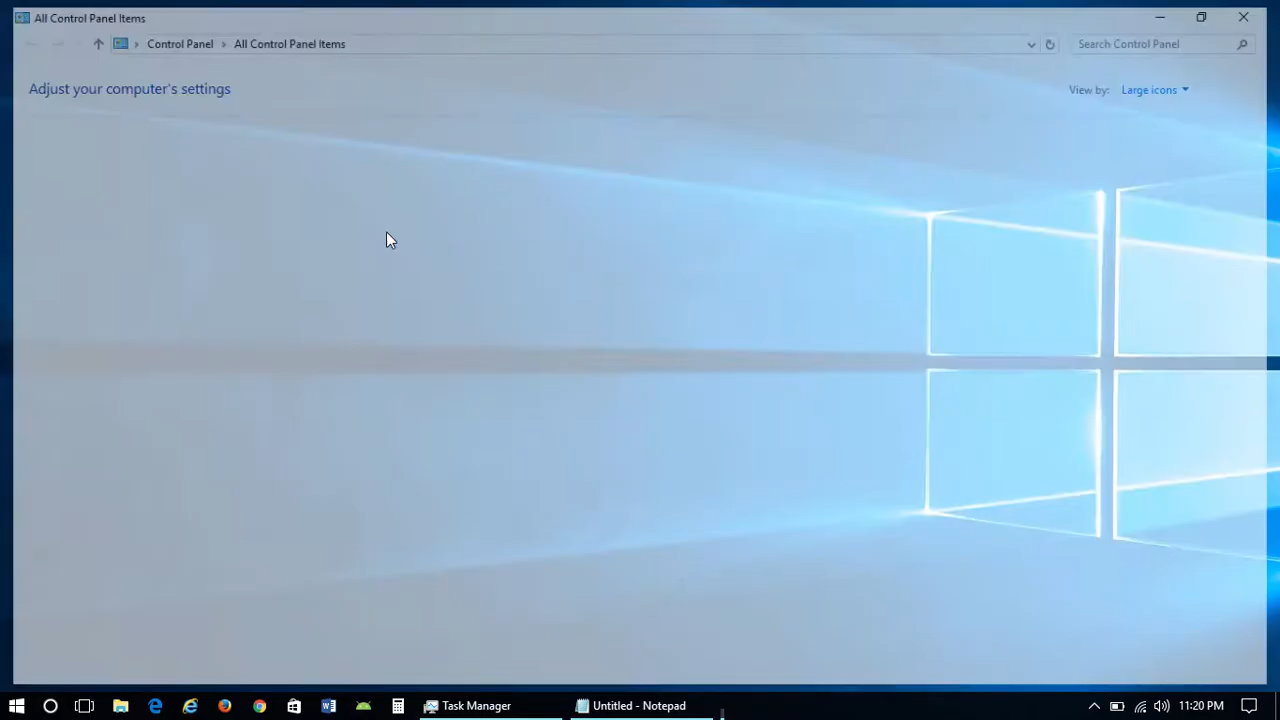 All Control Panel Items
Control Panel All Control Panel Items
Search Control Panel
Adjust your computer's settings
View by: Large icons
Task Manager
Untitled - Notepad
11:20 PM